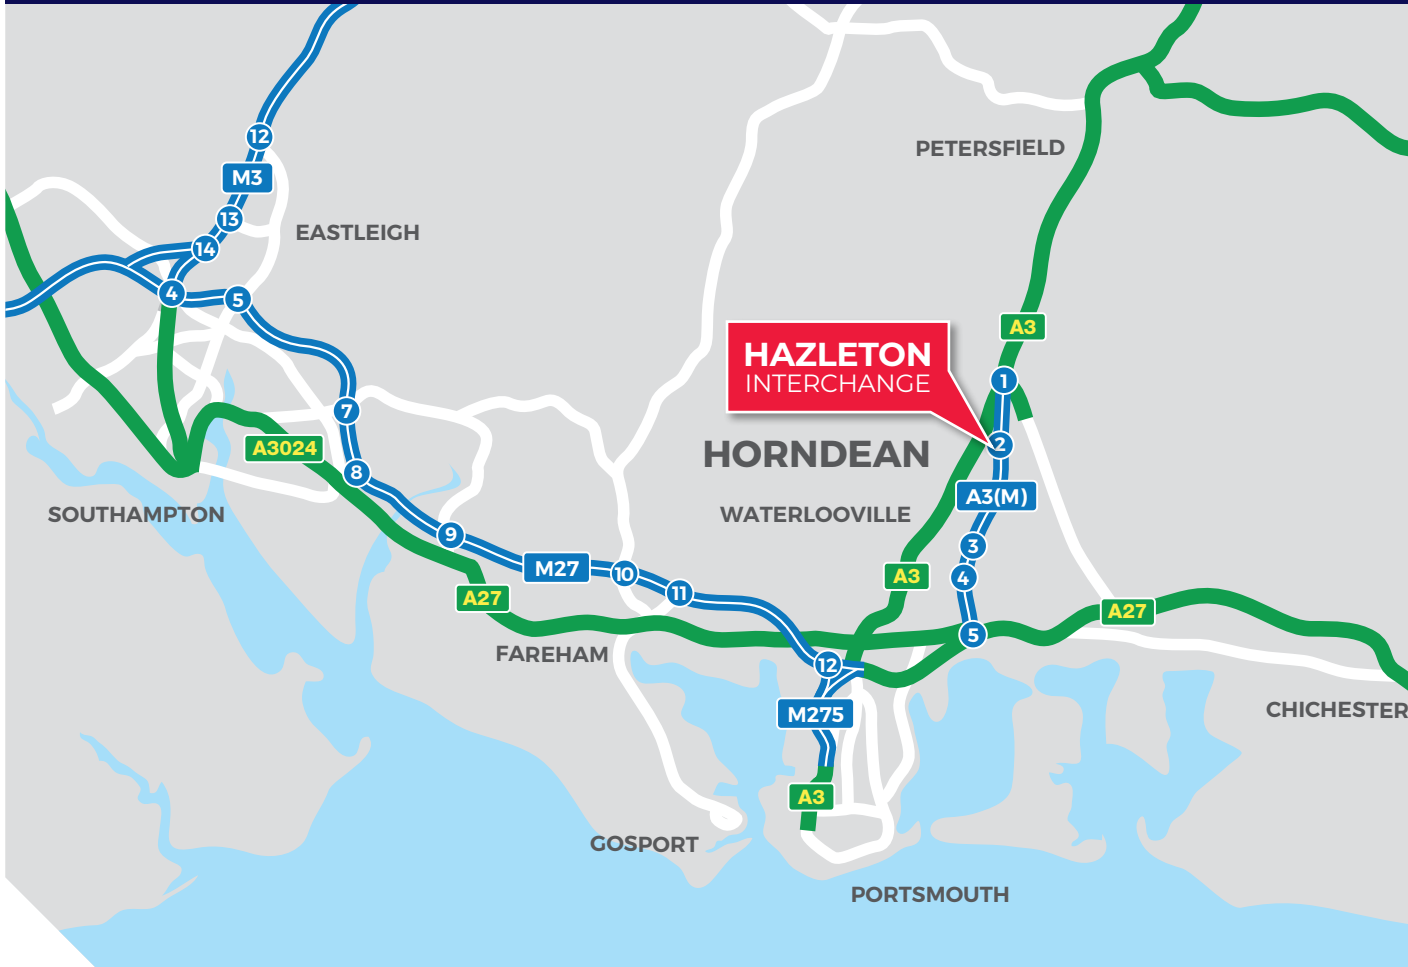 12
M3
PETERSFIELD
13
EASTLEIGH
14
4
5
A3
HAZLETON
INTERCHANGE
1
7
2
A3024
HORNDEAN
8
A3(M)
SOUTHAMPTON
WATERLOOVILLE
9
3
M27
10
A3
4
11
A27
A27
5
FAREHAM
12
M275
CHICHESTER
A3
GOSPORT
PORTSMOUTH